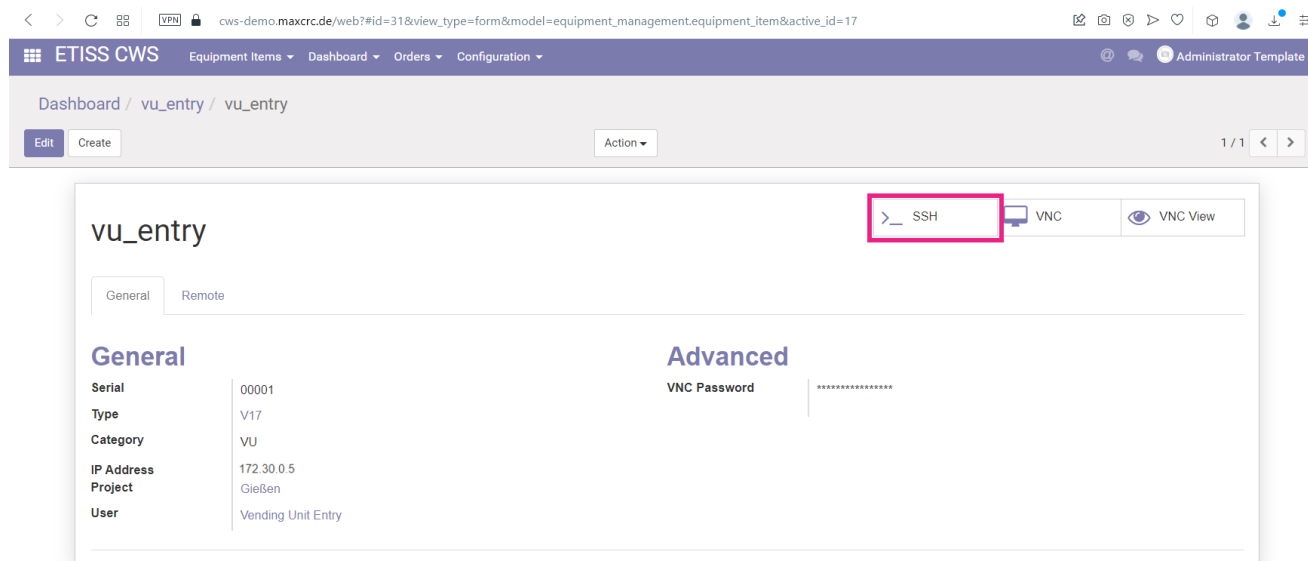 VPN cws-demo.maxcrc.de/web?#id=31&view_type=form&model=equipment_management.equipment_item&active_id=17
ETISS CWS Equipment Items Dashboard Orders Configuration @ Administrator Template
Dashboard / vu_entry / vu_entry
Edit Create Action 1 / 1
vu_entry >_ SSH VNC VNC View
General Remote
General Advanced
Serial 00001 VNC Password ****************
Type V17
Category VU
IP Address 172.30.0.5
Project Gießen
User Vending Unit Entry